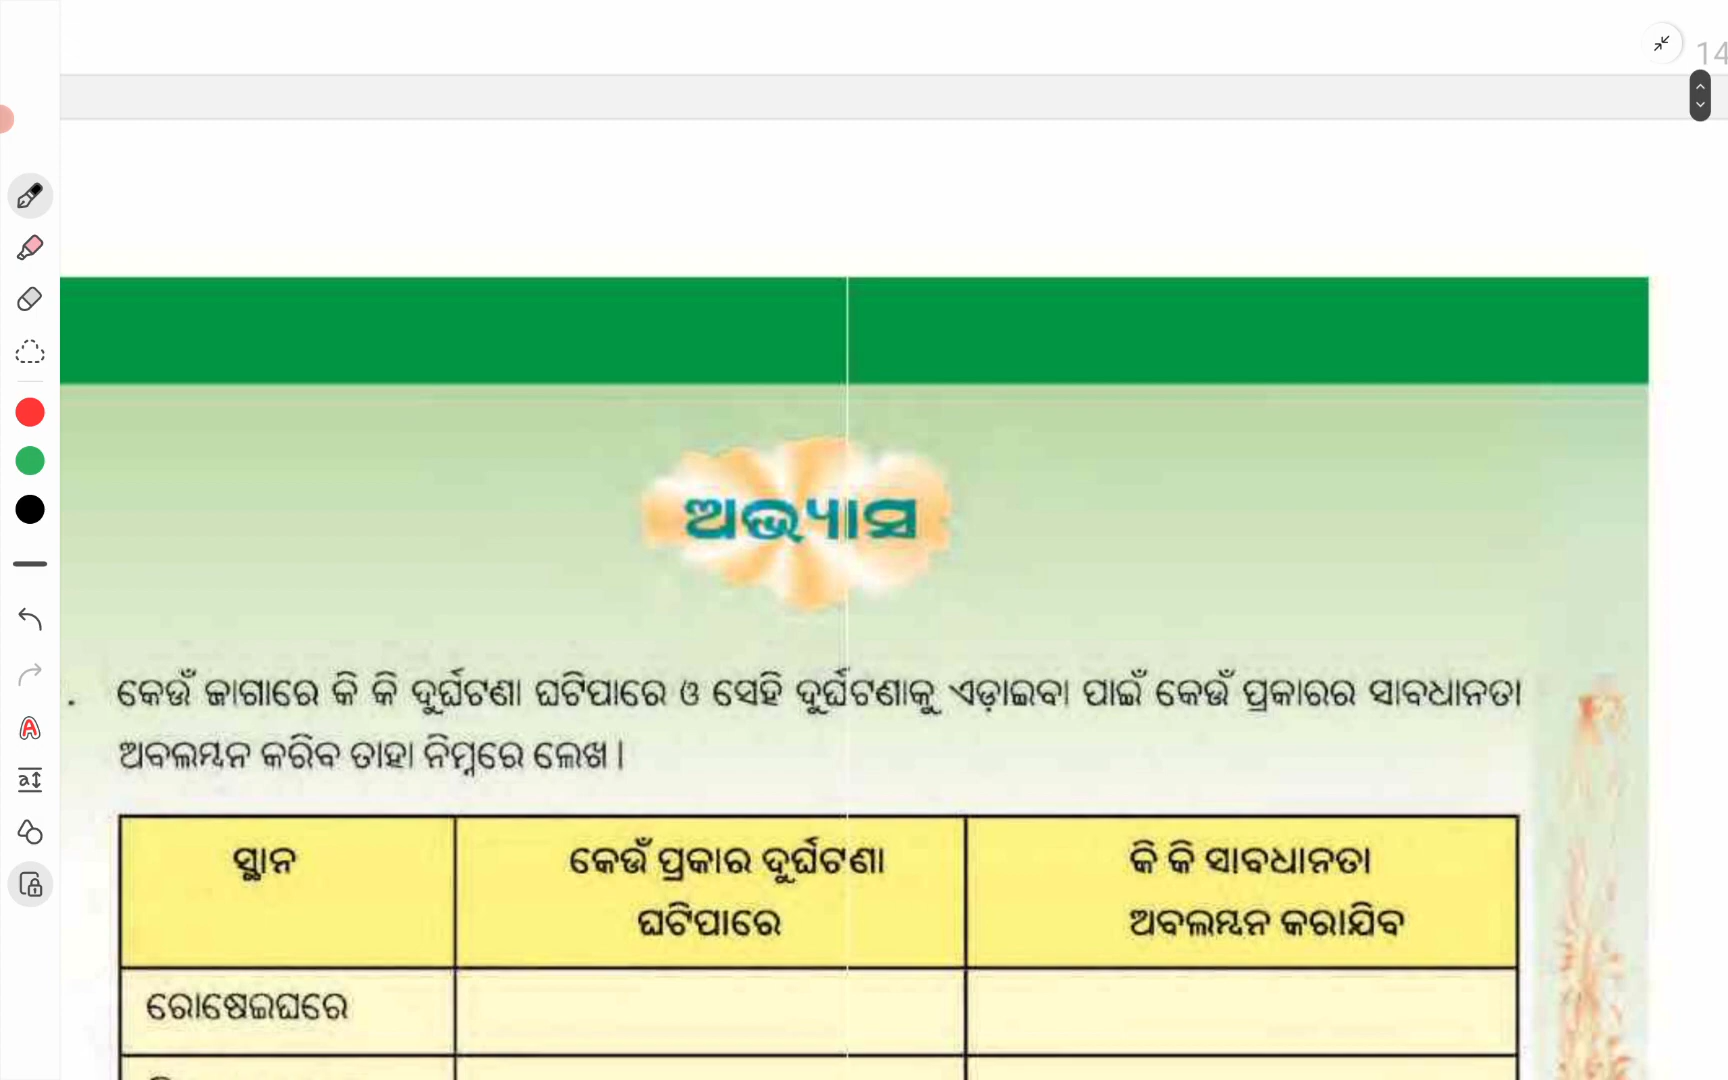 14
ଅଭ୍ୟାସ
. କେଉଁ ଜାଗାରେ କି କି ଦୁର୍ଘଟଣା ଘଟିପାରେ ଓ ସେହି ଦୁର୍ଘଟଣାକୁ ଏଡ଼ାଇବା ପାଇଁ କେଉଁ ପ୍ରକାରର ସାବଧାନତା
ଅବଲମ୍ବନ କରିବ ତାହା ନିମ୍ନରେ ଲେଖ।
ସ୍ଥାନ
କେଉଁ ପ୍ରକାର ଦୁର୍ଘଟଣା
ଘଟିପାରେ
କି କି ସାବଧାନତା
ଅବଲମ୍ବନ କରାଯିବ
ରୋଷେଇଘରେ